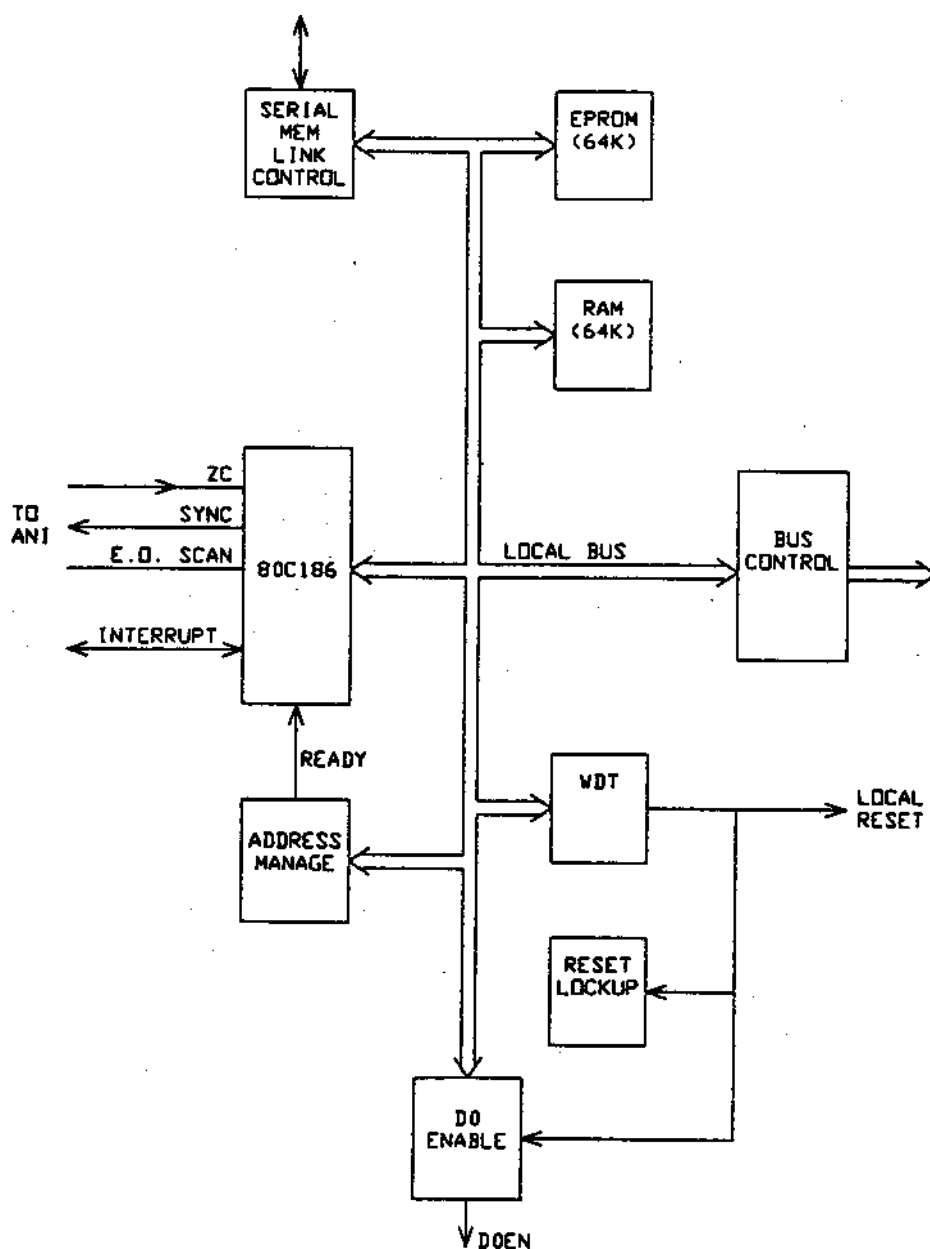 SERIAL
MEM
LINK
CONTROL
EPROM
(64K)
RAM
(64K)
TO
AN1
ZC
SYNC
E.O. SCAN
INTERRUPT
80C186
LOCAL BUS
BUS
CONTROL
READY
ADDRESS
MANAGE
WDT
LOCAL
RESET
RESET
LOCKUP
DO
ENABLE
DOEN